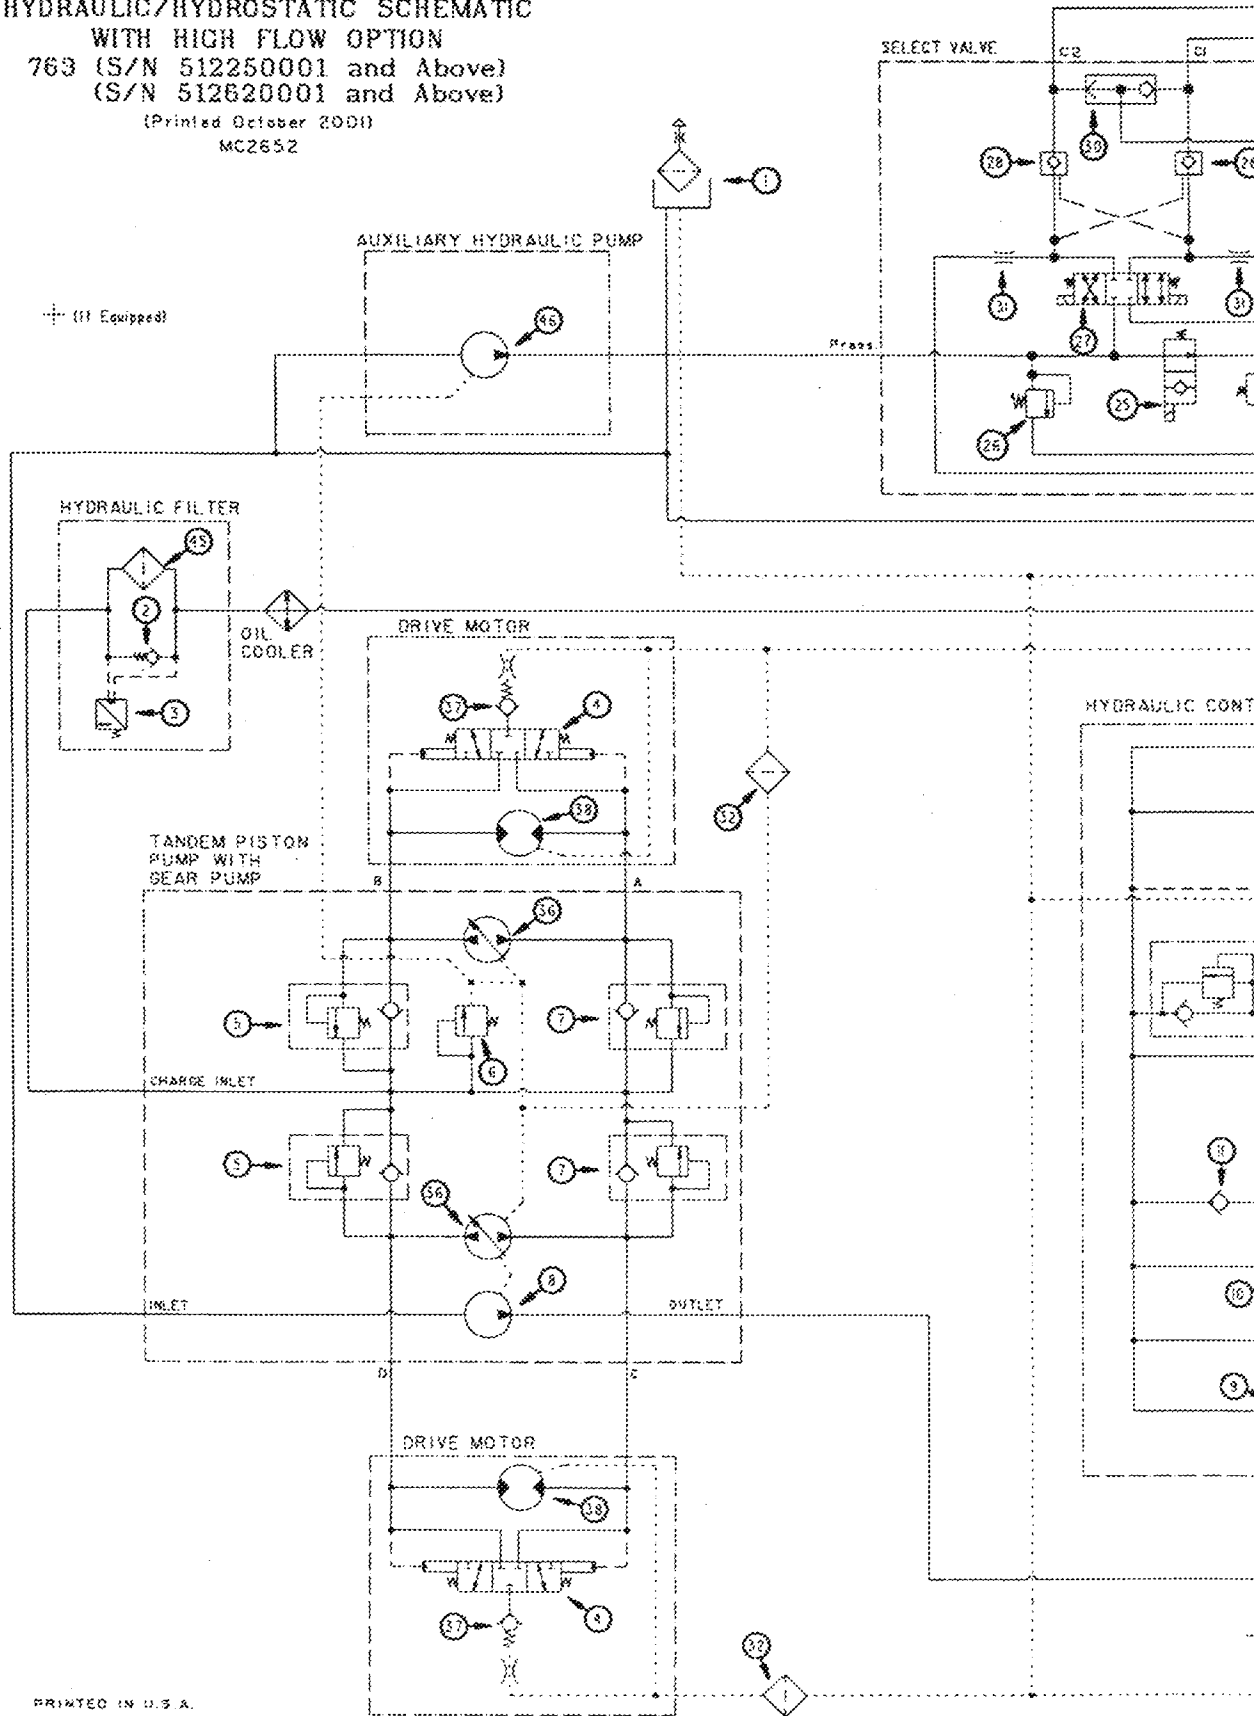 HYDRAULIC/HYDROSTATIC SCHEMATIC
WITH HIGH FLOW OPTION
763 (S/N 512250001 and Above)
(S/N 512620001 and Above)
(Printed October 2001)
MC2652
SELECT VALVE
C2
C1
30
28
28
1
AUXILIARY HYDRAULIC PUMP
(If Equipped)
46
31
31
27
Press.
25
26
HYDRAULIC FILTER
45
2
OIL
COOLER
3
DRIVE MOTOR
37
4
HYDRAULIC CONT
38
32
TANDEM PISTON
PUMP WITH
GEAR PUMP
B
A
36
5
7
6
CHARGE INLET
5
7
11
36
8
10
INLET
OUTLET
D
C
9
DRIVE MOTOR
38
37
4
32
PRINTED IN U.S.A.